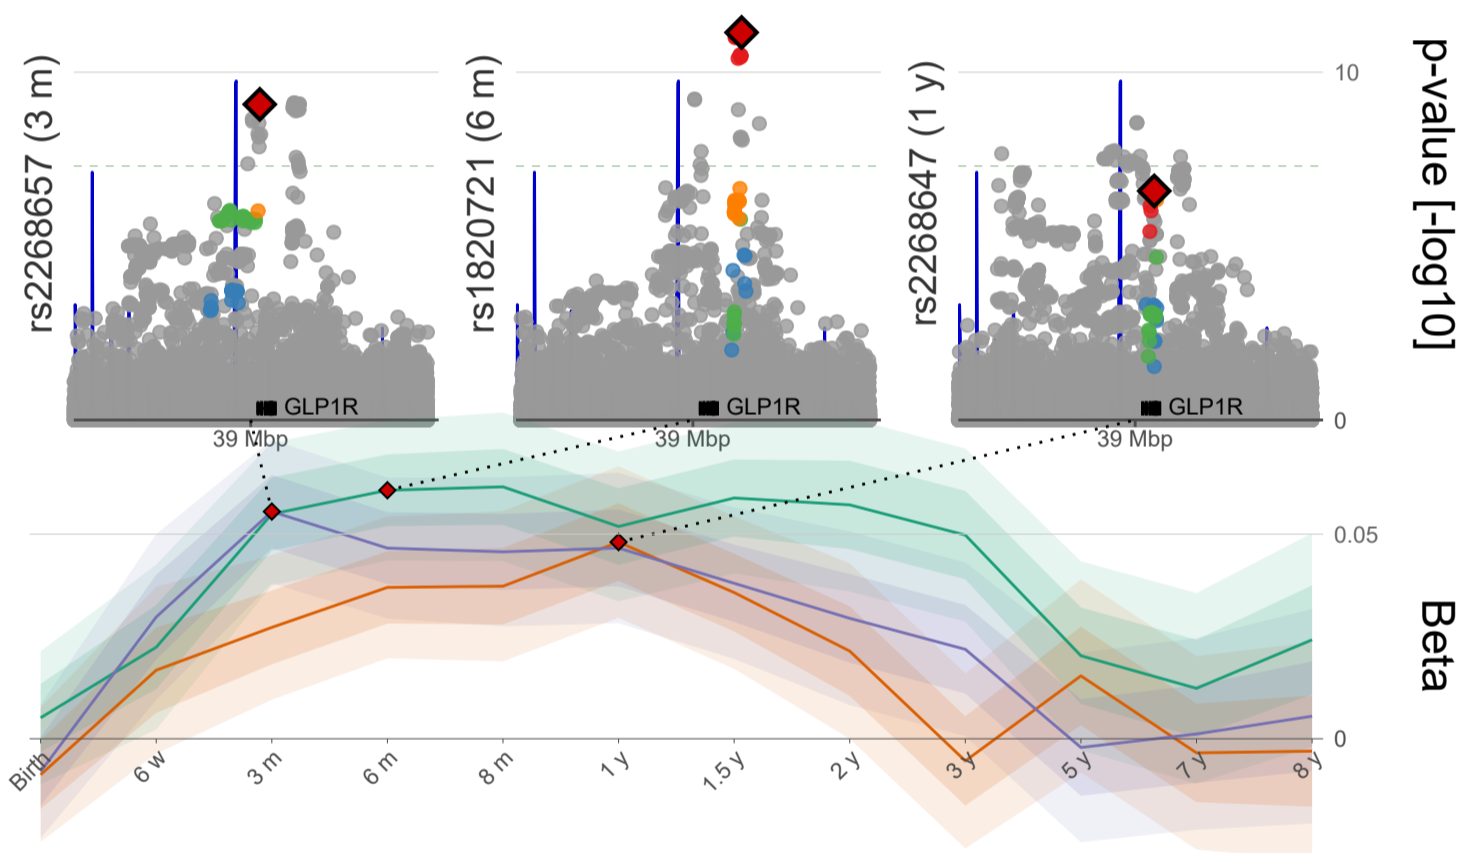 rs2268657 (3 m)
rs1820721 (6 m)
rs2268647 (1 y)
p-value [-log10]
10
0
GLP1R
GLP1R
GLP1R
39 Mbp
39 Mbp
39 Mbp
0.05
0
Beta
Birth
6 w
3 m
6 m
8 m
1 y
1.5 y
2 y
3 y
5 y
7 y
8 y